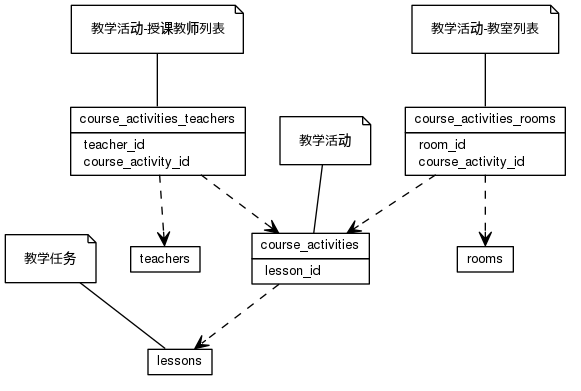 教学活动-授课教师列表
教学活动-教室列表
course_activities_teachers
teacher_id
course_activity_id
course_activities_rooms
room_id
course_activity_id
教学活动
course_activities
lesson_id
teachers
rooms
教学任务
lessons